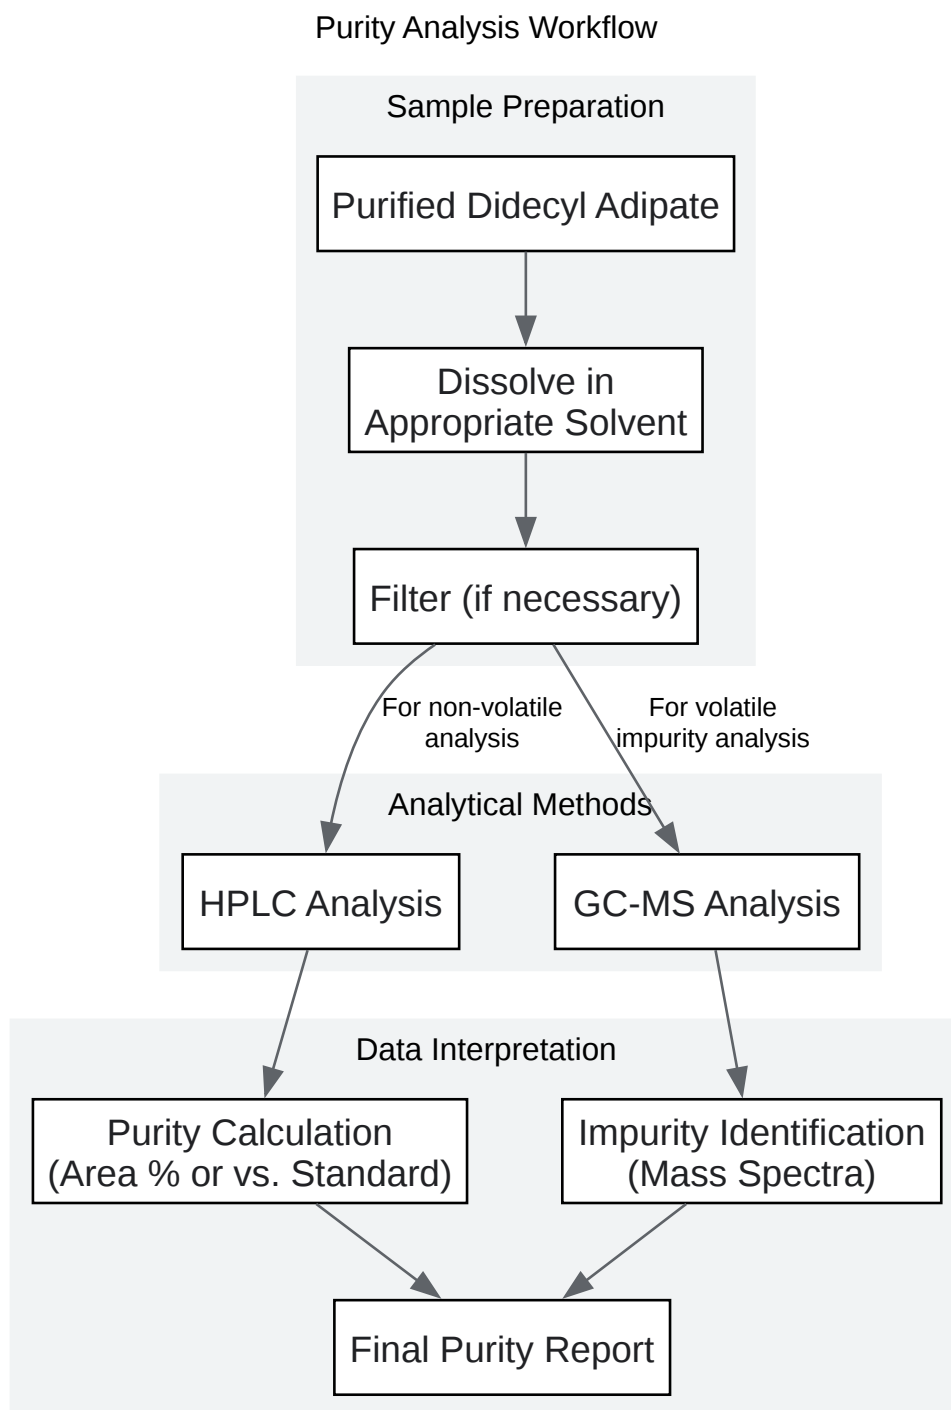 Purity Analysis Workflow
Sample Preparation
Purified Didecyl Adipate
Dissolve in
Appropriate Solvent
Filter (if necessary)
For non-volatile
analysis
For volatile
impurity analysis
Analytical Methods
HPLC Analysis
GC-MS Analysis
Data Interpretation
Purity Calculation
(Area % or vs. Standard)
Impurity Identification
(Mass Spectra)
Final Purity Report